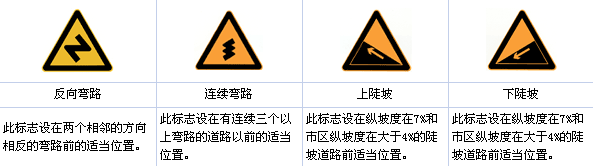 反向弯路
连续弯路
上陡坡
下陡坡
此标志设在两个相邻的方向
相反的弯路前的适当位置。
此标志设在有连续三个以
上弯路的道路以前的适当
位置。
此标志设在纵坡度在7%和
市区纵坡度在大于4%的陡
坡道路前适当位置。
此标志设在纵坡度在7%和
市区纵坡度在大于4%的陡
坡道路前适当位置。